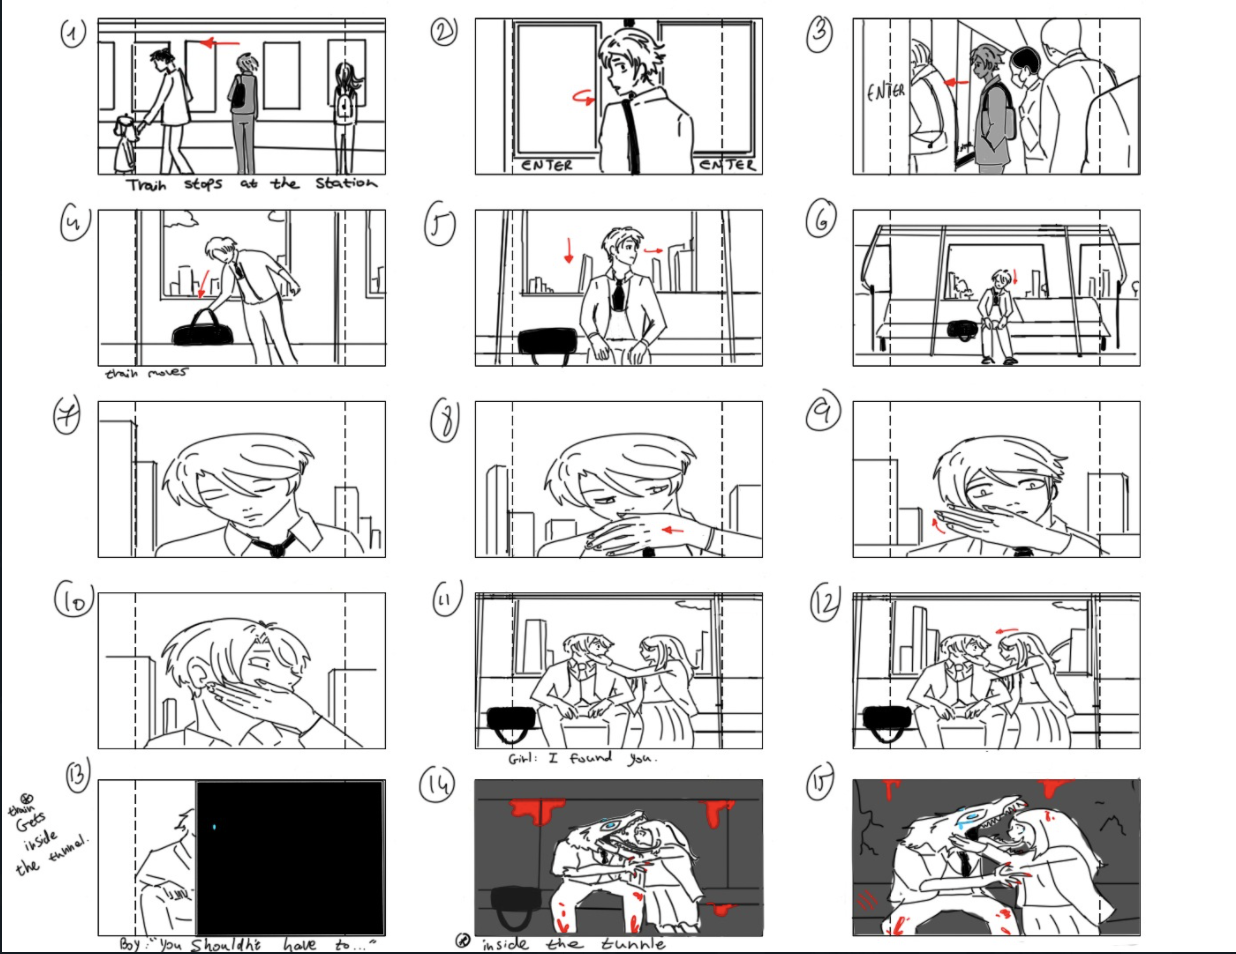 1
2
3
Train stops at the Station
ENTER
ENTER
ENTER
4
5
6
train moves
7
8
9
10
11
12
Girl: I found you.
13
14
15
train
Gets
inside
the tunnel.
Boy: "You Shouldn't have to..."
inside the tunnle